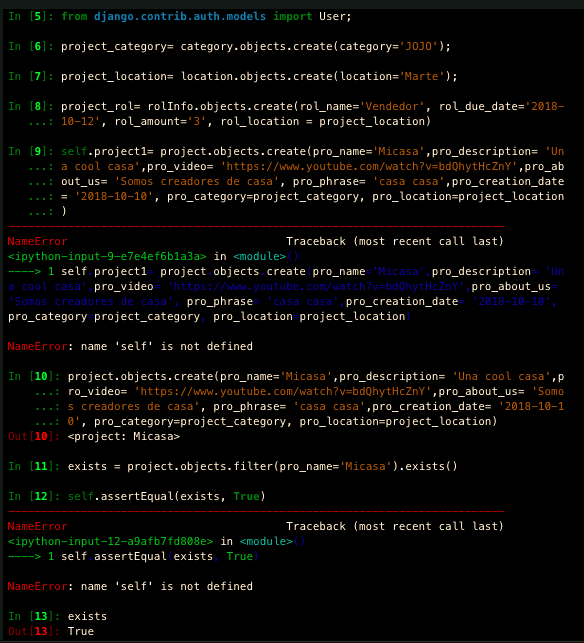 In [5]: from django.contrib.auth.models import User;
In [6]: project_category= category.objects.create(category='JOJO');
In [7]: project_location= location.objects.create(location='Marte');
In [8]: project_rol= rolInfo.objects.create(rol_name='Vendedor', rol_due_date='2018-
...: 10-12', rol_amount='3', rol_location = project_location)
In [9]: self.project1= project.objects.create(pro_name='Micasa',pro_description= 'Un
...: a cool casa',pro_video= 'https://www.youtube.com/watch?v=bdQhytHcZnY',pro_ab
...: out_us= 'Somos creadores de casa', pro_phrase= 'casa casa',pro_creation_date
...: = '2018-10-10', pro_category=project_category, pro_location=project_location
...: )
---------------------------------------------------------------------------
NameError                                 Traceback (most recent call last)
<ipython-input-9-e7e4ef6b1a3a> in <module>()
----> 1 self.project1= project.objects.create(pro_name='Micasa',pro_description= 'Un
a cool casa',pro_video= 'https://www.youtube.com/watch?v=bdQhytHcZnY',pro_about_us=
'Somos creadores de casa', pro_phrase= 'casa casa',pro_creation_date= '2018-10-10',
pro_category=project_category, pro_location=project_location)
NameError: name 'self' is not defined
In [10]: project.objects.create(pro_name='Micasa',pro_description= 'Una cool casa',p
...: ro_video= 'https://www.youtube.com/watch?v=bdQhytHcZnY',pro_about_us= 'Somo
...: s creadores de casa', pro_phrase= 'casa casa',pro_creation_date= '2018-10-1
...: 0', pro_category=project_category, pro_location=project_location)
Out[10]: <project: Micasa>
In [11]: exists = project.objects.filter(pro_name='Micasa').exists()
In [12]: self.assertEqual(exists, True)
---------------------------------------------------------------------------
NameError                                 Traceback (most recent call last)
<ipython-input-12-a9afb7fd808e> in <module>()
----> 1 self.assertEqual(exists, True)
NameError: name 'self' is not defined
In [13]: exists
Out[13]: True